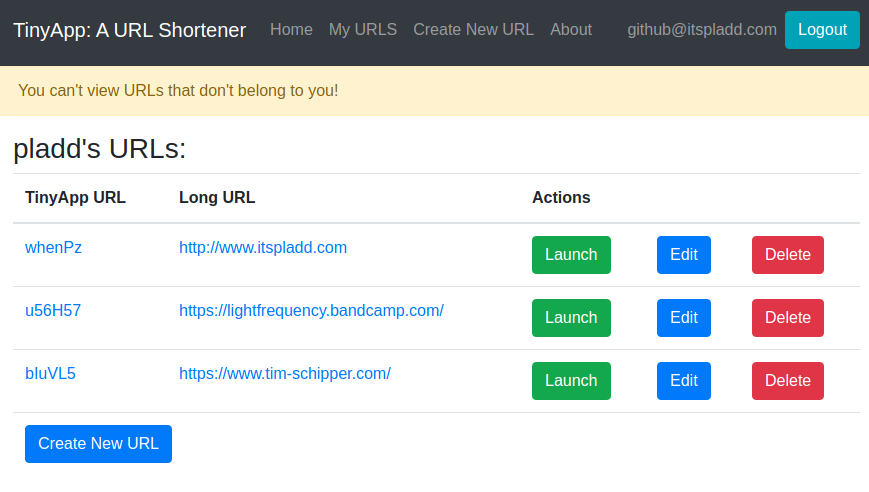 TinyApp: A URL Shortener Home My URLS Create New URL About github@itspladd.com Logout
You can't view URLs that don't belong to you!
pladd's URLs:
TinyApp URL Long URL Actions
whenPz http://www.itspladd.com Launch Edit Delete
u56H57 https://lightfrequency.bandcamp.com/ Launch Edit Delete
bIuVL5 https://www.tim-schipper.com/ Launch Edit Delete
Create New URL